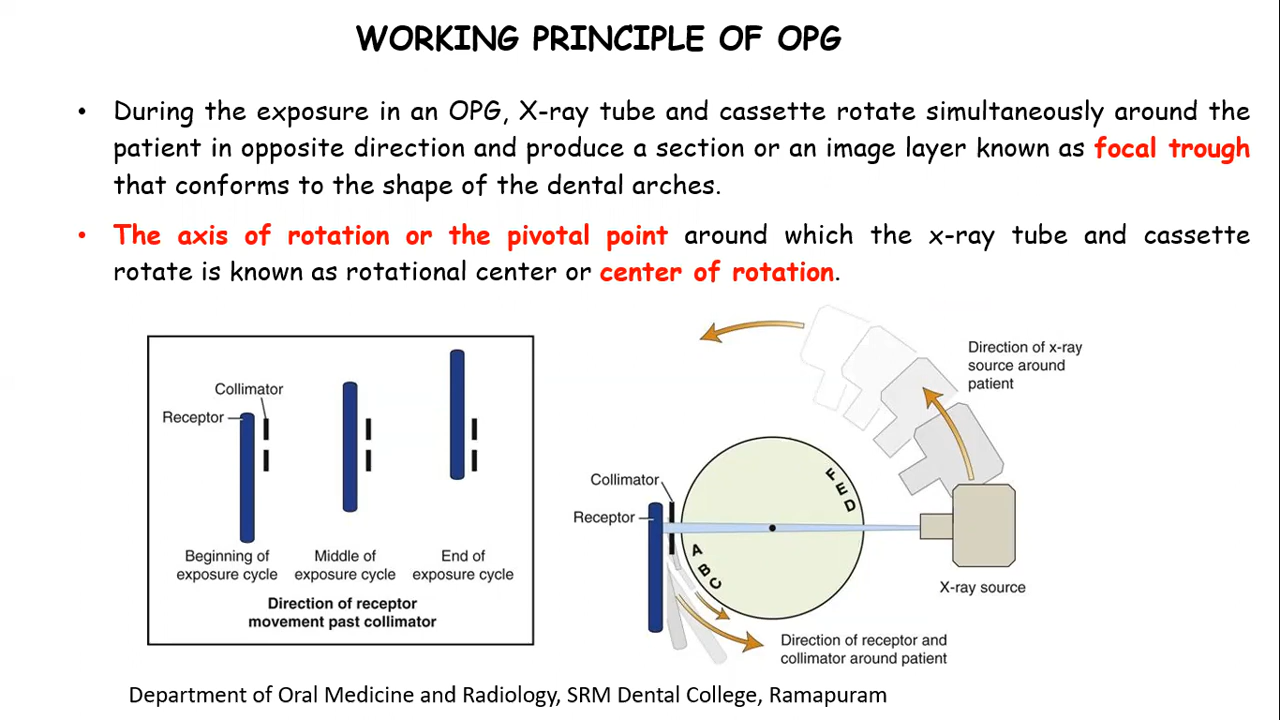 WORKING PRINCIPLE OF OPG
• During the exposure in an OPG, X-ray tube and cassette rotate simultaneously around the
patient in opposite direction and produce a section or an image layer known as focal trough
that conforms to the shape of the dental arches.
• The axis of rotation or the pivotal point around which the x-ray tube and cassette
rotate is known as rotational center or center of rotation.
Collimator
Receptor
Beginning of
exposure cycle
Middle of
exposure cycle
End of
exposure cycle
Direction of receptor
movement past collimator
Direction of x-ray
source around
patient
Collimator
Receptor
F
E
D
A
B
C
X-ray source
Direction of receptor and
collimator around patient
Department of Oral Medicine and Radiology, SRM Dental College, Ramapuram